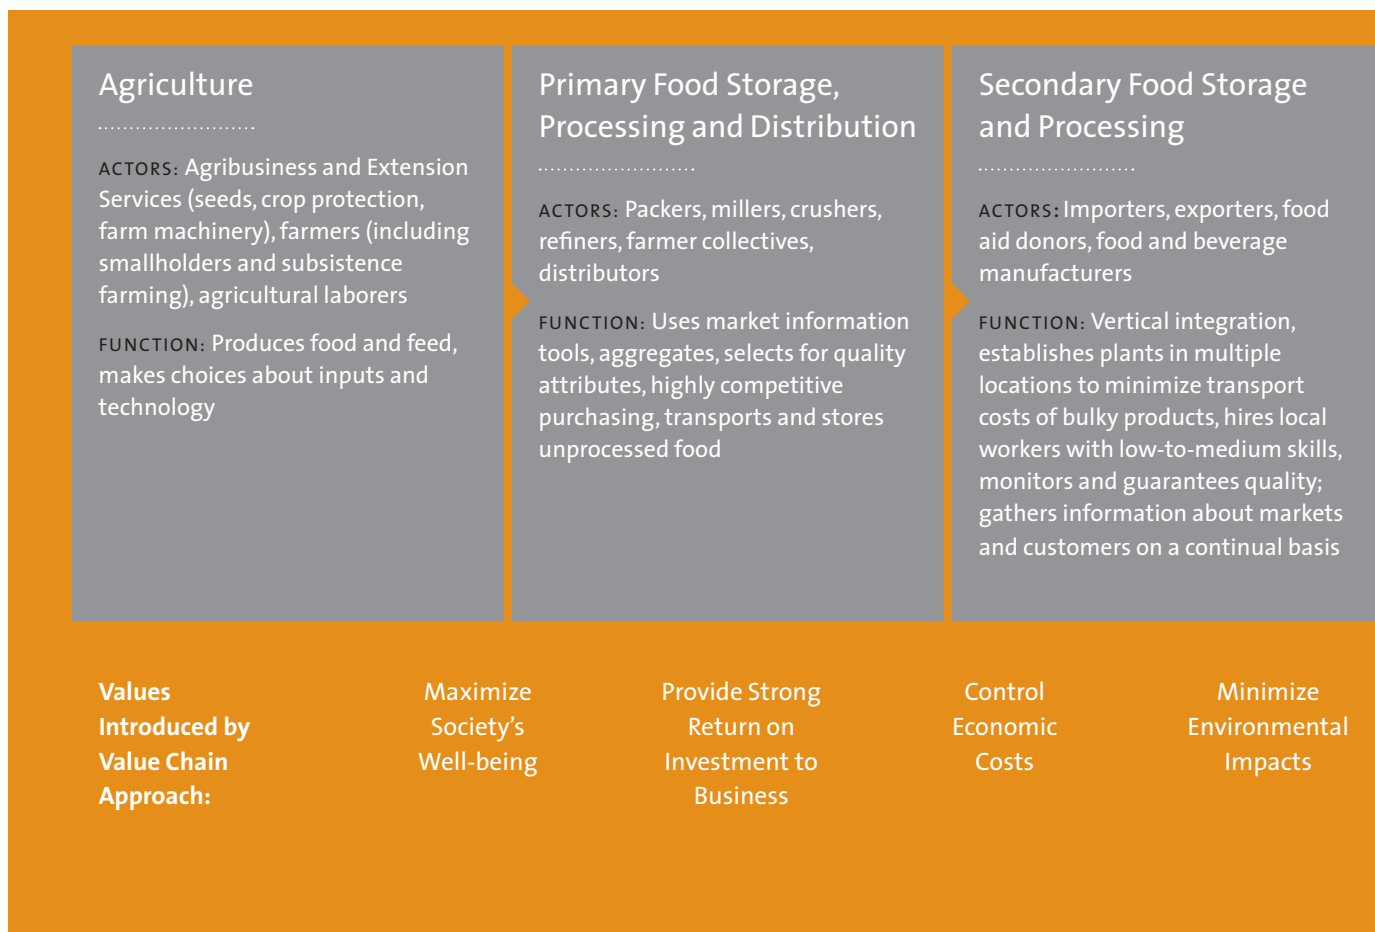 Agriculture
ACTORS: Agribusiness and Extension
Services (seeds, crop protection,
farm machinery), farmers (including
smallholders and subsistence
farming), agricultural laborers
FUNCTION: Produces food and feed,
makes choices about inputs and
technology
Primary Food Storage,
Processing and Distribution
ACTORS: Packers, millers, crushers,
refiners, farmer collectives,
distributors
FUNCTION: Uses market information
tools, aggregates, selects for quality
attributes, highly competitive
purchasing, transports and stores
unprocessed food
Secondary Food Storage
and Processing
ACTORS: Importers, exporters, food
aid donors, food and beverage
manufacturers
FUNCTION: Vertical integration,
establishes plants in multiple
locations to minimize transport
costs of bulky products, hires local
workers with low-to-medium skills,
monitors and guarantees quality;
gathers information about markets
and customers on a continual basis
Values
Introduced by
Value Chain
Approach:
Maximize
Society's
Well-being
Provide Strong
Return on
Investment to
Business
Control
Economic
Costs
Minimize
Environmental
Impacts